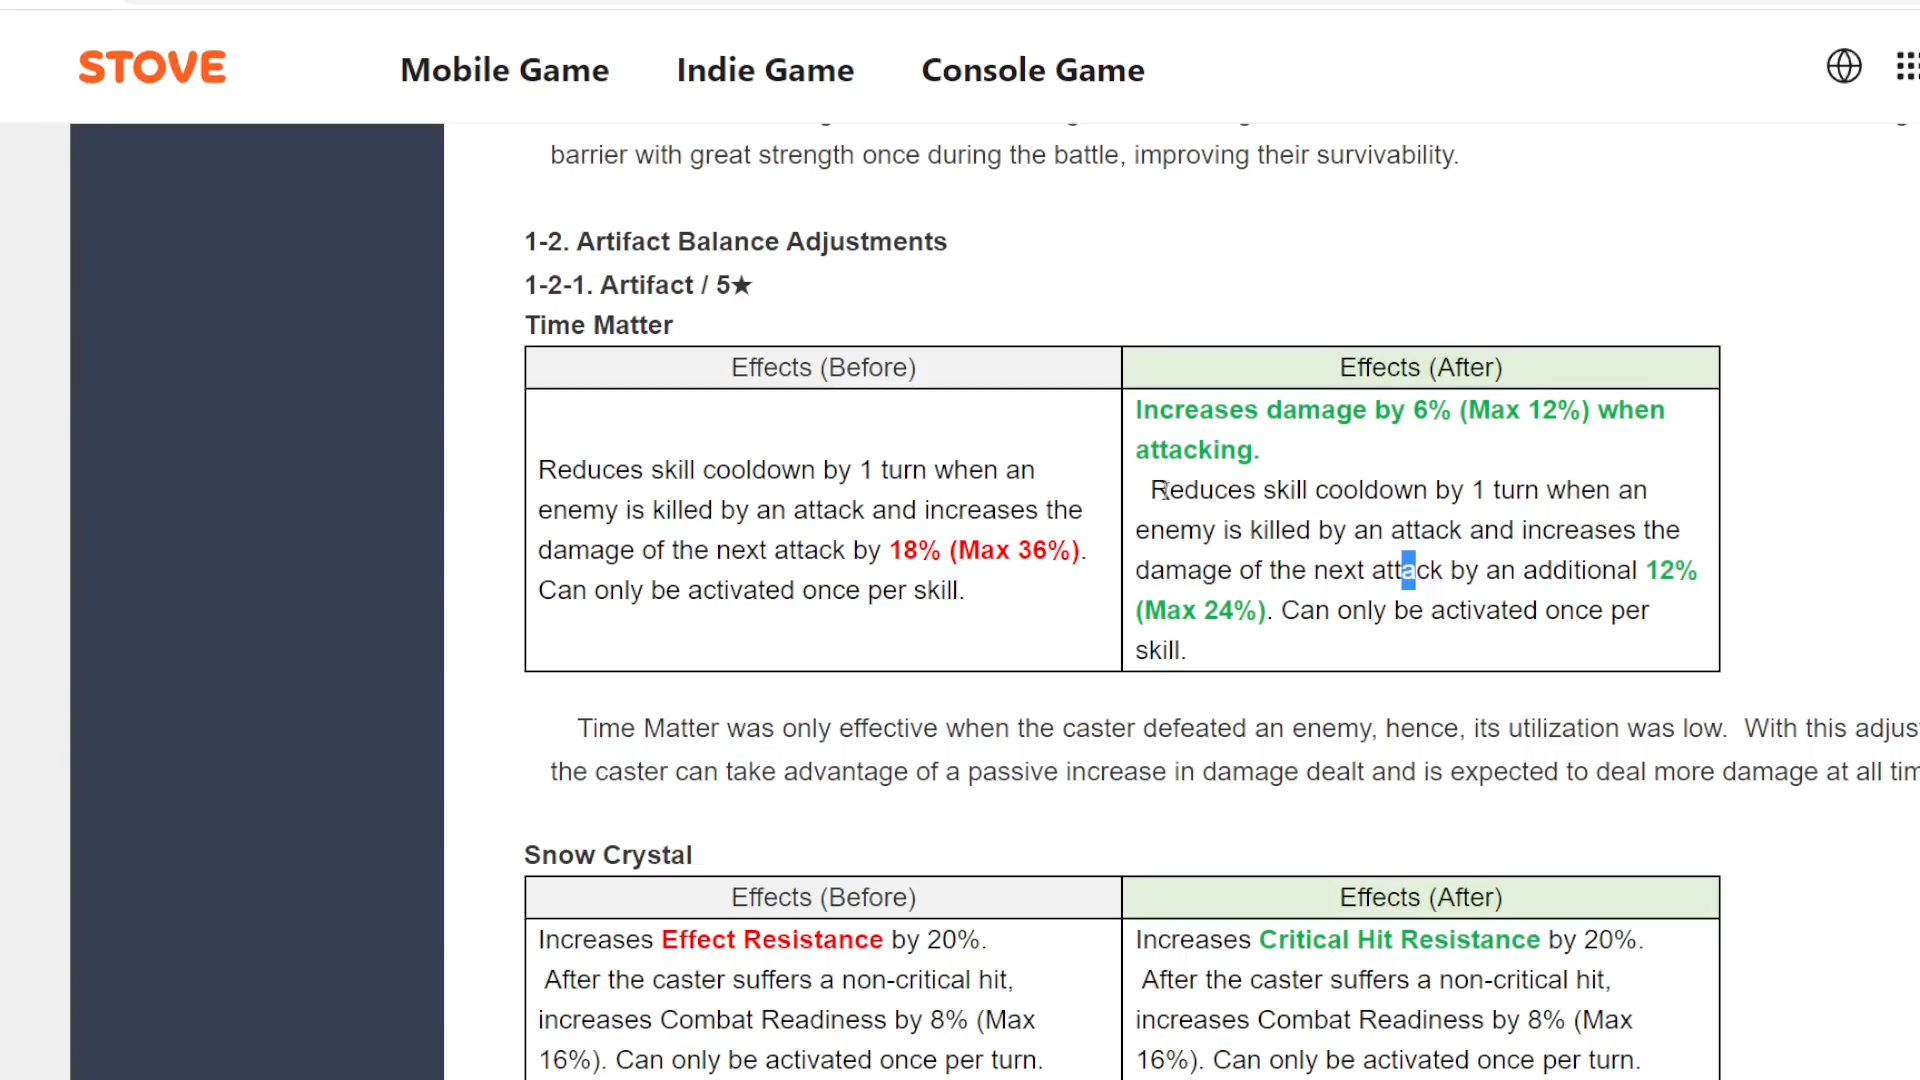 STOVE
Mobile Game
Indie Game
Console Game
barrier with great strength once during the battle, improving their survivability.
1-2. Artifact Balance Adjustments
1-2-1. Artifact / 5★
Time Matter
Effects (Before)
Effects (After)
Reduces skill cooldown by 1 turn when an
enemy is killed by an attack and increases the
damage of the next attack by 18% (Max 36%).
Can only be activated once per skill.
Increases damage by 6% (Max 12%) when
attacking.
Reduces skill cooldown by 1 turn when an
enemy is killed by an attack and increases the
damage of the next attack by an additional 12%
(Max 24%). Can only be activated once per
skill.
Time Matter was only effective when the caster defeated an enemy, hence, its utilization was low. With this adjus
the caster can take advantage of a passive increase in damage dealt and is expected to deal more damage at all tim
Snow Crystal
Effects (Before)
Effects (After)
Increases Effect Resistance by 20%.
After the caster suffers a non-critical hit,
increases Combat Readiness by 8% (Max
16%). Can only be activated once per turn.
Increases Critical Hit Resistance by 20%.
After the caster suffers a non-critical hit,
increases Combat Readiness by 8% (Max
16%). Can only be activated once per turn.